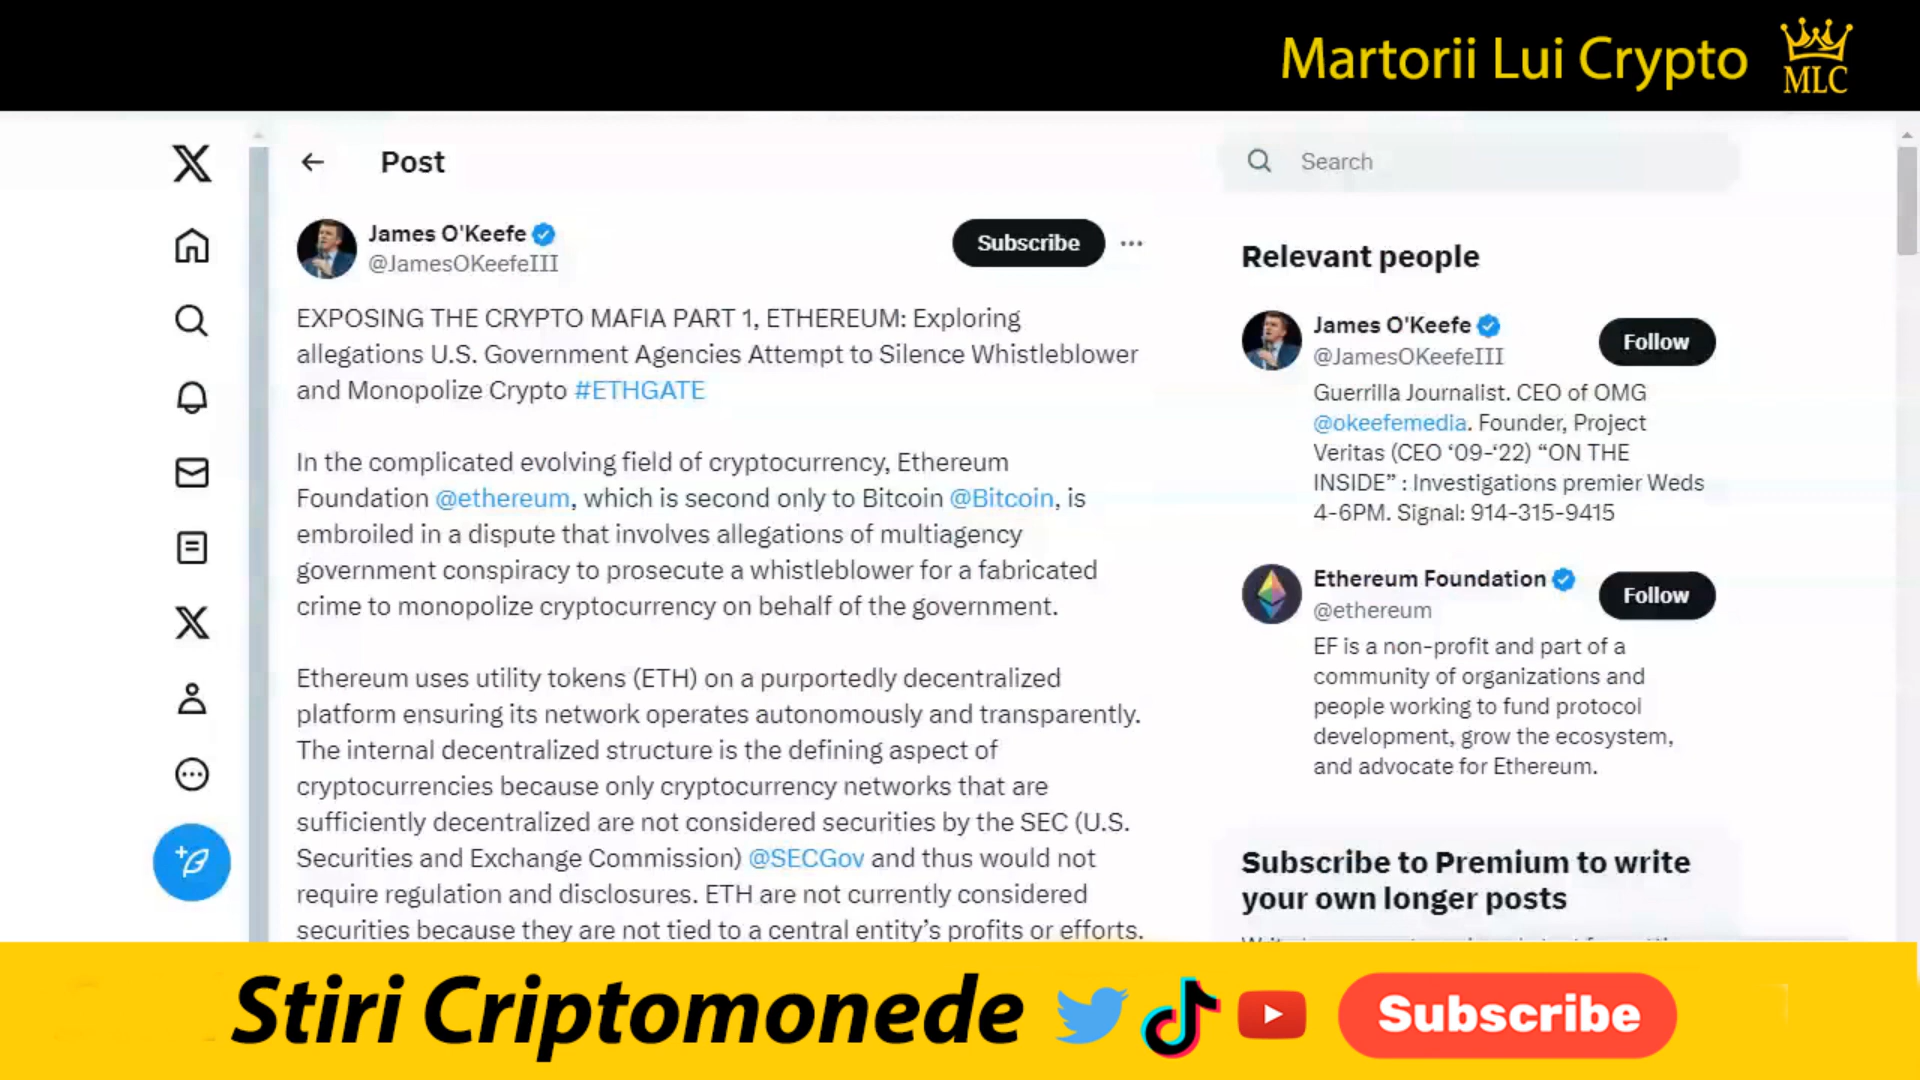 Martorii Lui Crypto
MLC
Post
Search
James O'Keefe
@JamesOKeefeIII
Subscribe
EXPOSING THE CRYPTO MAFIA PART 1, ETHEREUM: Exploring
allegations U.S. Government Agencies Attempt to Silence Whistleblower
and Monopolize Crypto #ETHGATE
In the complicated evolving field of cryptocurrency, Ethereum
Foundation @ethereum, which is second only to Bitcoin @Bitcoin, is
embroiled in a dispute that involves allegations of multiagency
government conspiracy to prosecute a whistleblower for a fabricated
crime to monopolize cryptocurrency on behalf of the government.
Ethereum uses utility tokens (ETH) on a purportedly decentralized
platform ensuring its network operates autonomously and transparently.
The internal decentralized structure is the defining aspect of
cryptocurrencies because only cryptocurrency networks that are
sufficiently decentralized are not considered securities by the SEC (U.S.
Securities and Exchange Commission) @SECGov and thus would not
require regulation and disclosures. ETH are not currently considered
securities because they are not tied to a central entity’s profits or efforts.
Relevant people
James O'Keefe
@JamesOKeefeIII
Follow
Guerrilla Journalist. CEO of OMG
@okeefemedia. Founder, Project
Veritas (CEO ‘09-‘22) “ON THE
INSIDE” : Investigations premier Weds
4-6PM. Signal: 914-315-9415
Ethereum Foundation
@ethereum
Follow
EF is a non-profit and part of a
community of organizations and
people working to fund protocol
development, grow the ecosystem,
and advocate for Ethereum.
Subscribe to Premium to write
your own longer posts
Stiri Criptomonede
Subscribe